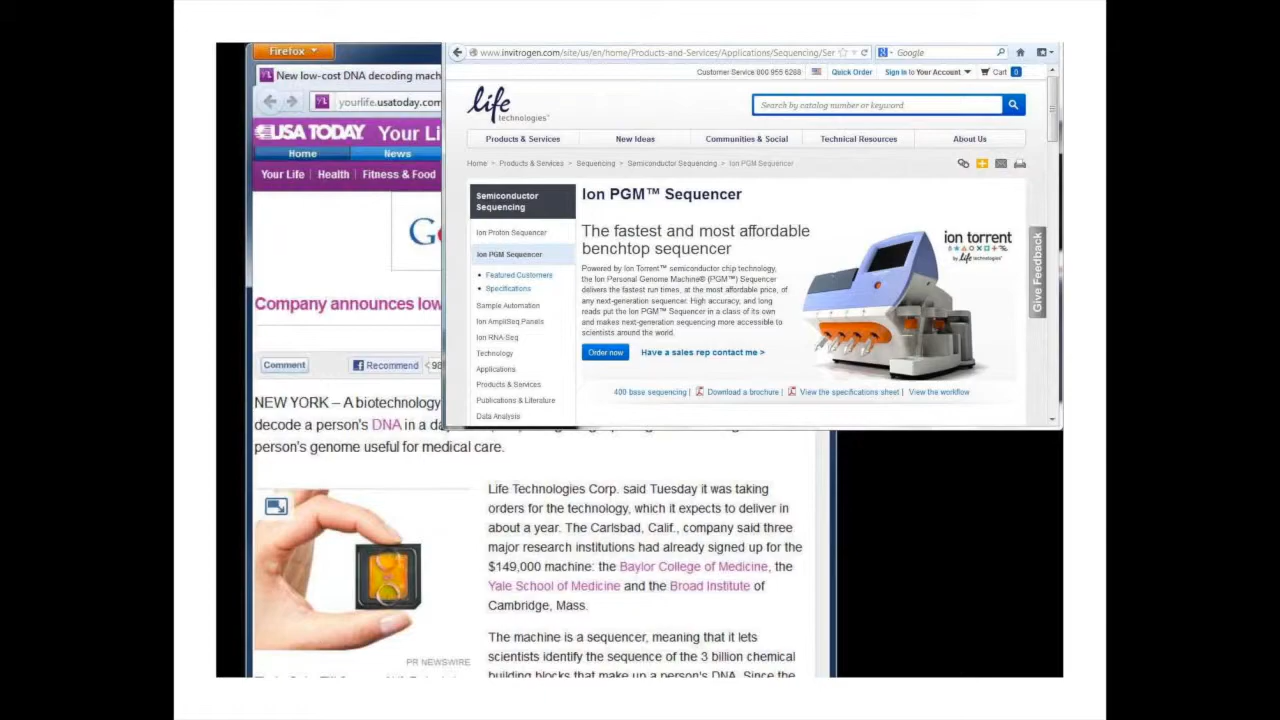 Firefox
New low-cost DNA decoding mach
yourlife.usatoday.com
USA TODAY Your Li
Home News
Your Life | Health | Fitness & Food
Company announces low
Comment
Recommend
NEW YORK – A biotechnology
decode a person's DNA in a da
person's genome useful for medical care.
PR NEWSWIRE
Life Technologies Corp. said Tuesday it was taking
orders for the technology, which it expects to deliver in
about a year. The Carlsbad, Calif., company said three
major research institutions had already signed up for the
$149,000 machine: the Baylor College of Medicine, the
Yale School of Medicine and the Broad Institute of
Cambridge, Mass.
The machine is a sequencer, meaning that it lets
scientists identify the sequence of the 3 billion chemical
building blocks that make up a person's DNA. Since the
www.invitrogen.com/site/us/en/home/Products-and-Services/Applications/Sequencing/Ser
Google
Customer Service 800 955 6288 Quick Order Sign In to Your Account Cart 0
life
technologies™
Search by catalog number or keyword
Products & Services New Ideas Communities & Social Technical Resources About Us
Home > Products & Services > Sequencing > Semiconductor Sequencing > Ion PGM Sequencer
Semiconductor
Sequencing
Ion Proton Sequencer
Ion PGM Sequencer
• Featured Customers
• Specifications
Sample Automation
Ion AmpliSeq Panels
Ion RNA-Seq
Technology
Applications
Products & Services
Publications & Literature
Data Analysis
Ion PGM™ Sequencer
The fastest and most affordable
benchtop sequencer
Powered by Ion Torrent™ semiconductor chip technology,
the Ion Personal Genome Machine® (PGM™) Sequencer
delivers the fastest run times, at the most affordable price, of
any next-generation sequencer. High accuracy, and long
reads put the Ion PGM™ Sequencer in a class of its own
and makes next-generation sequencing more accessible to
scientists around the world.
Order now Have a sales rep contact me >
400 base sequencing | Download a brochure | View the specifications sheet | View the workflow
ion torrent
by life technologies™
Give Feedback